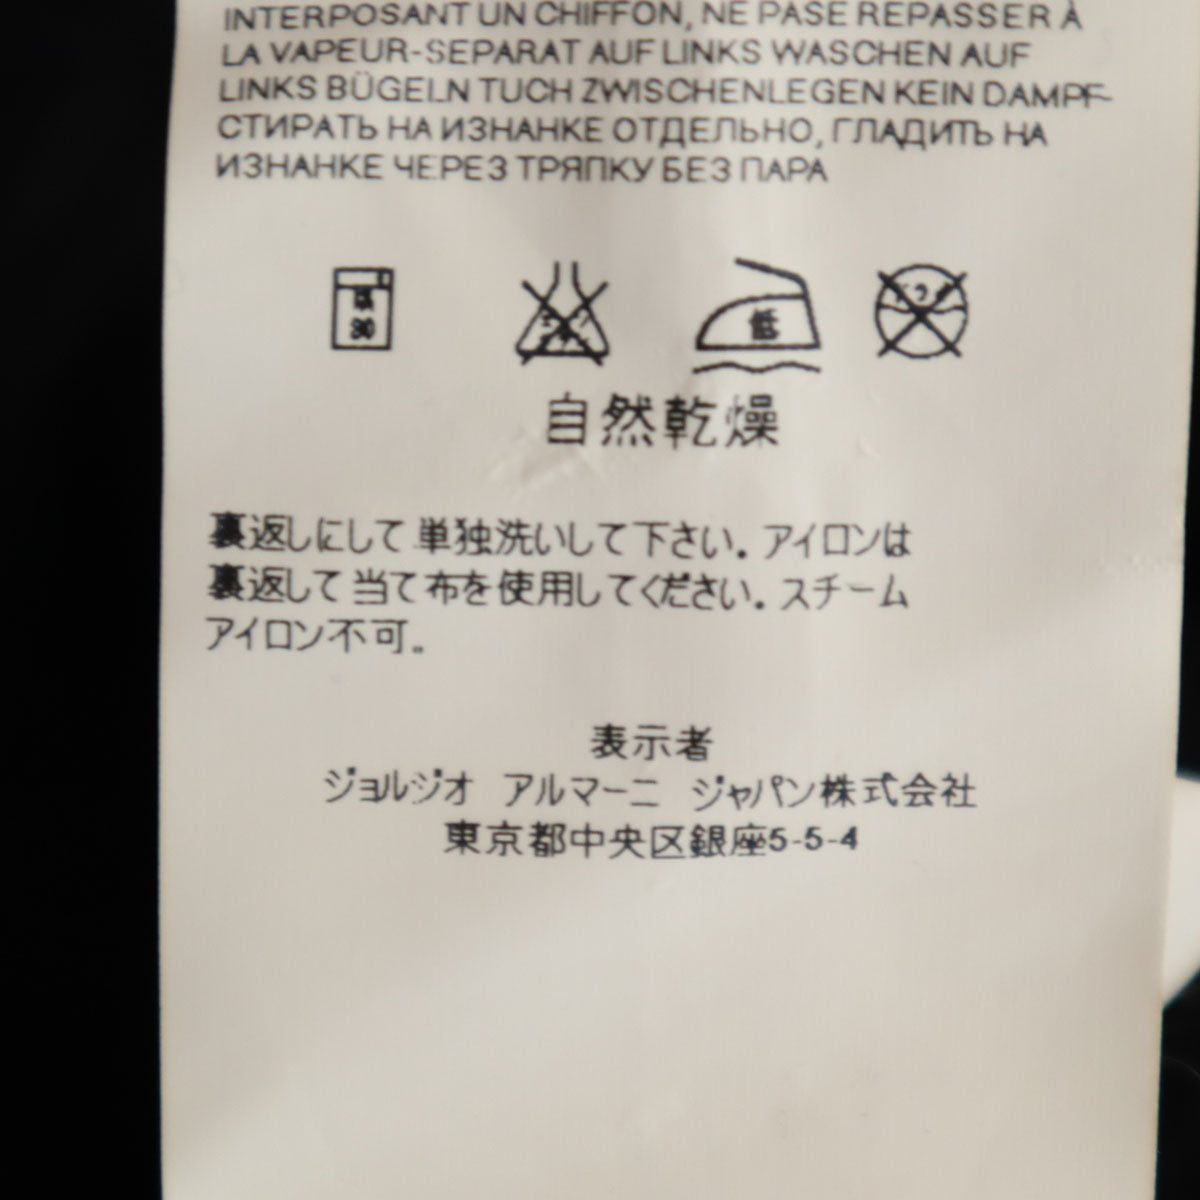 INTERPOSANT UN CHIFFON, NE PASE REPASSER À
LA VAPEUR-SEPARAT AUF LINKS WASCHEN AUF
LINKS BÜGELN TUCH ZWISCHENLEGEN KEIN DAMPF-
СТИРАТЬ НА ИЗНАНКЕ ОТДЕЛЬНО, ГЛАДИТЬ НА
ИЗНАНКЕ ЧЕРЕЗ ТРЯПКУ БЕЗ ПАРА
30
低
自然乾燥
裏返しにして単独洗いして下さい。アイロンは
裏返して当て布を使用してください。スチーム
アイロン不可。
表示者
ジョルジオ アルマーニ ジャパン株式会社
東京都中央区銀座5-5-4